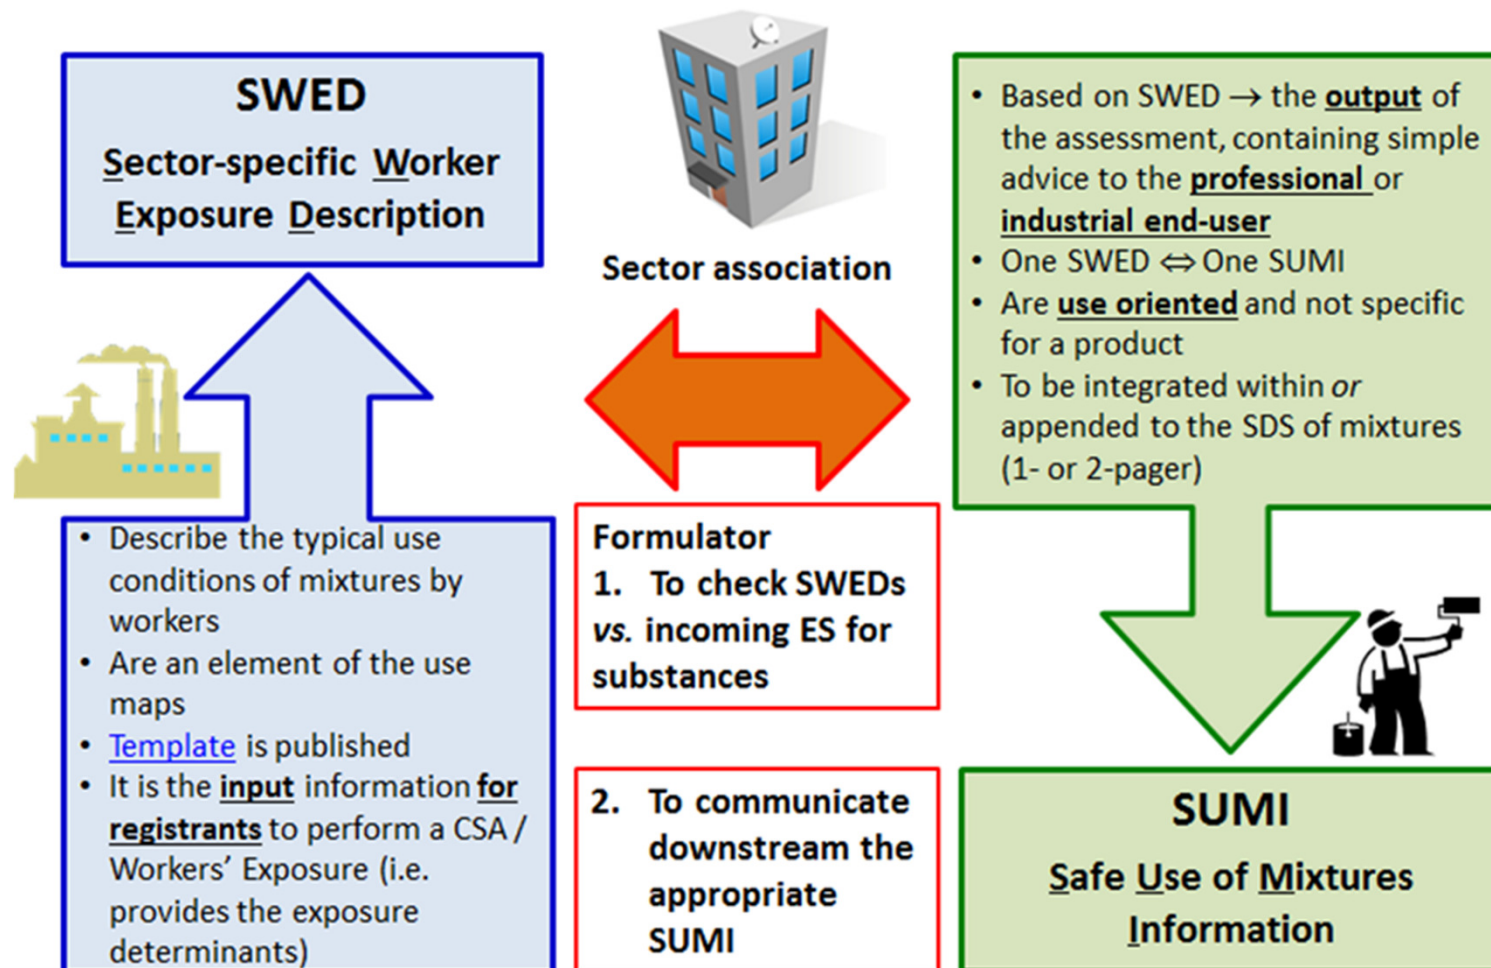 SWED
Sector-specific Worker
Exposure Description
• Describe the typical use
conditions of mixtures by
workers
• Are an element of the use
maps
• Template is published
• It is the input information for
registrants to perform a CSA /
Workers’ Exposure (i.e.
provides the exposure
determinants)
Sector association
Formulator
1. To check SWEDs
vs. incoming ES for
substances
2. To communicate
downstream the
appropriate
SUMI
• Based on SWED → the output of
the assessment, containing simple
advice to the professional or
industrial end-user
• One SWED ⇔ One SUMI
• Are use oriented and not specific
for a product
• To be integrated within or
appended to the SDS of mixtures
(1- or 2-pager)
SUMI
Safe Use of Mixtures
Information